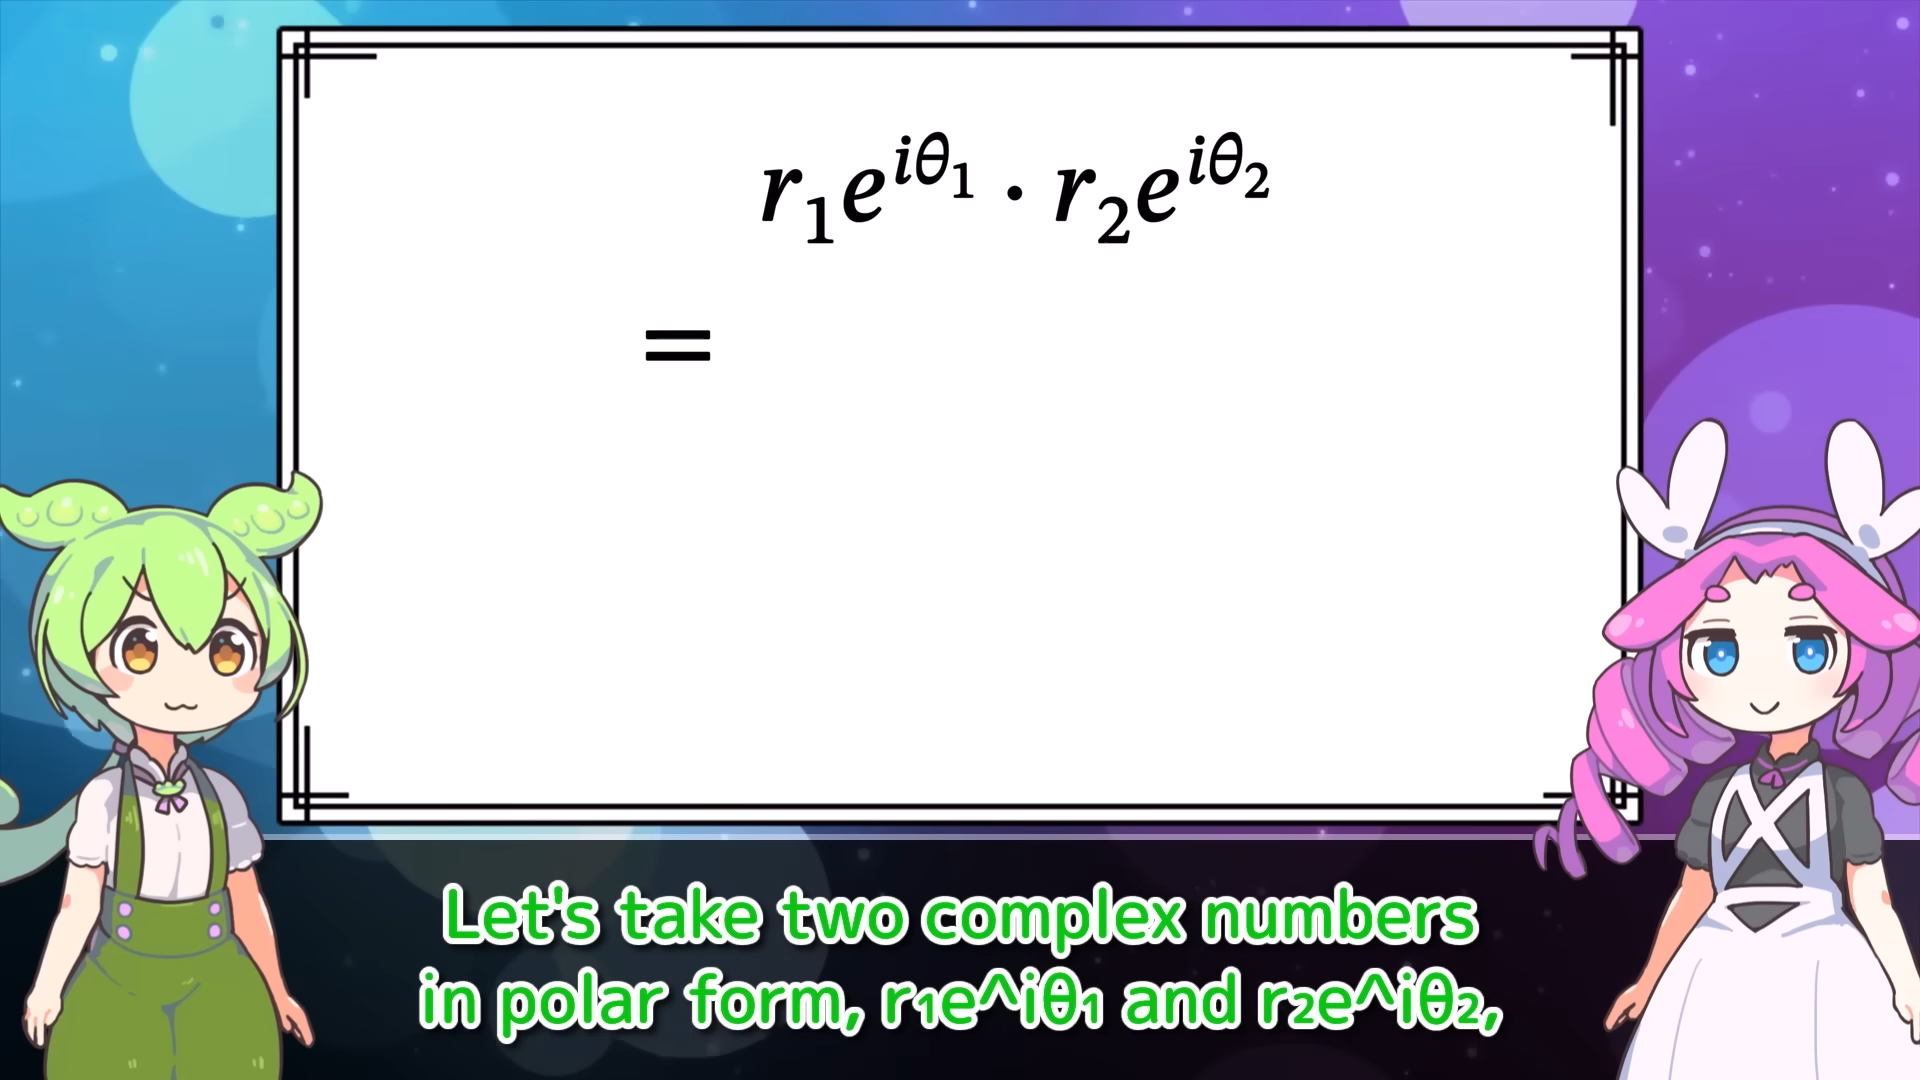 r₁e^{iθ₁} · r₂e^{iθ₂}
=
Let's take two complex numbers
in polar form, r₁e^iθ₁ and r₂e^iθ₂,